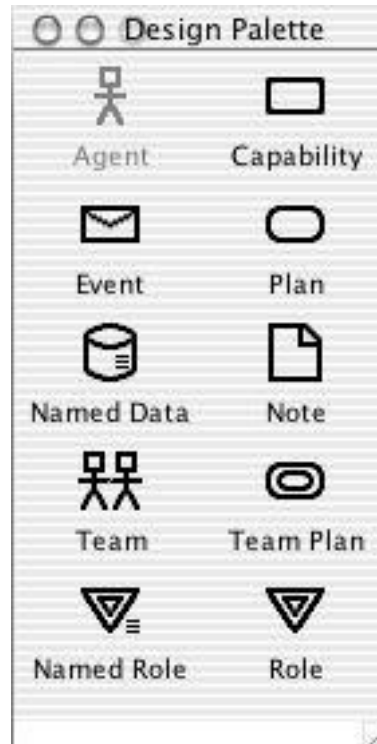 Design Palette
Agent Capability
Event Plan
Named Data Note
Team Team Plan
Named Role Role